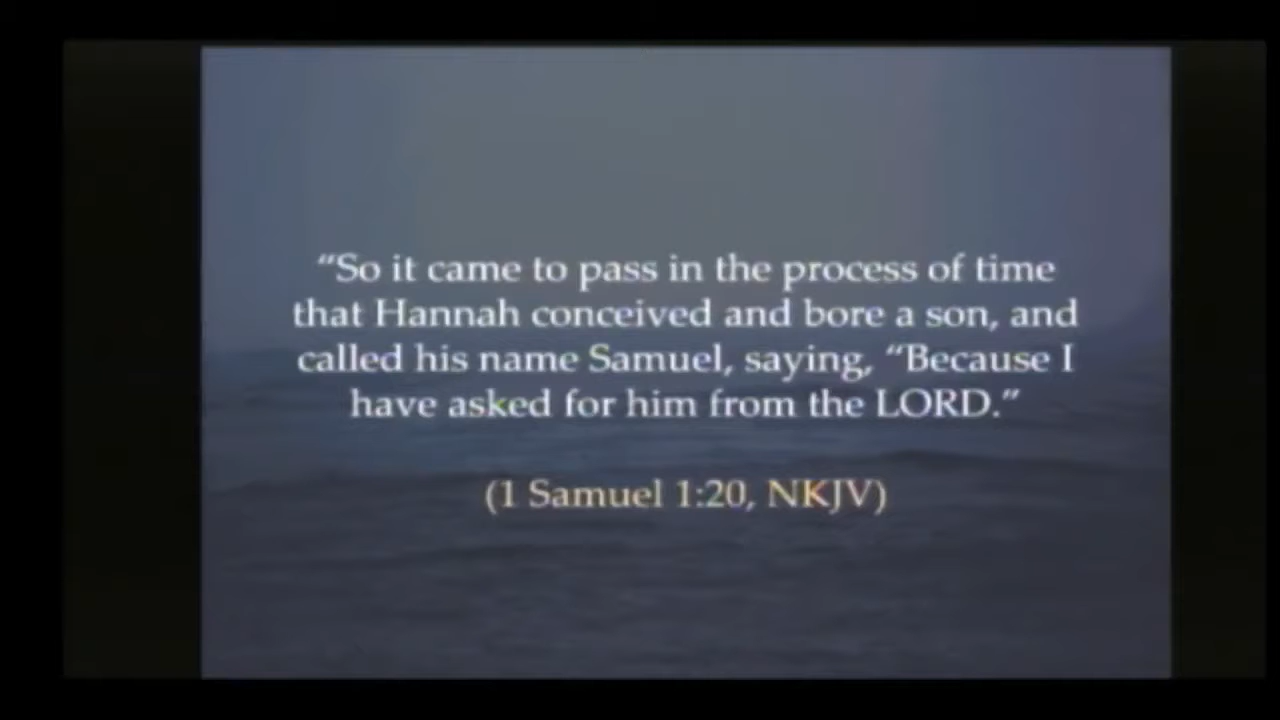 “So it came to pass in the process of time
that Hannah conceived and bore a son, and
called his name Samuel, saying, “Because I
have asked for him from the LORD.”
(1 Samuel 1:20, NKJV)